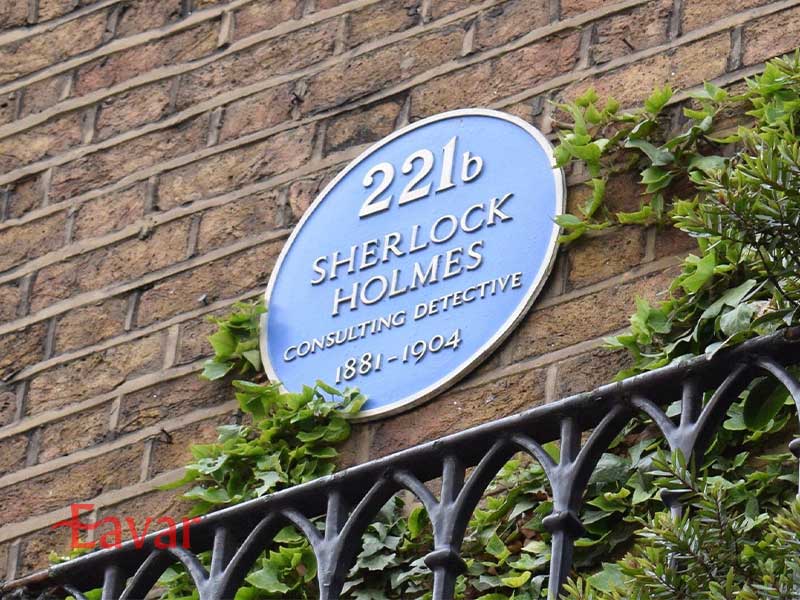 221b
SHERLOCK
HOLMES
CONSULTING DETECTIVE
1881-1904
Eavar